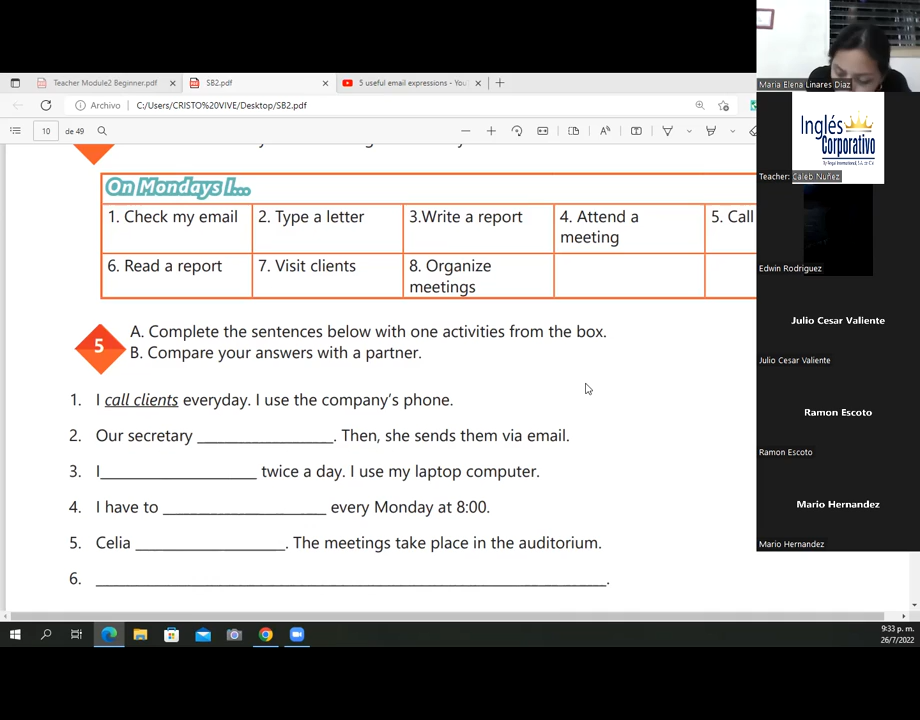 Teacher Module2 Beginner.pdf
SB2.pdf
5 useful email expressions - You
Archivo
C:/Users/CRISTO%20VIVE/Desktop/SB2.pdf
10
de 49
On Mondays I...
1. Check my email
2. Type a letter
3.Write a report
4. Attend a
meeting
5. Call
6. Read a report
7. Visit clients
8. Organize
meetings
5
A. Complete the sentences below with one activities from the box.
B. Compare your answers with a partner.
1. I call clients everyday. I use the company's phone.
2. Our secretary ________________. Then, she sends them via email.
3. I___________________ twice a day. I use my laptop computer.
4. I have to ____________________ every Monday at 8:00.
5. Celia __________________. The meetings take place in the auditorium.
6. ________________________________________________________________.
Maria Elena Linares Diaz
Inglés
Corporativo
Teacher: Caleb Nuñez
Edwin Rodriguez
Julio Cesar Valiente
Julio Cesar Valiente
Ramon Escoto
Ramon Escoto
Mario Hernandez
Mario Hernandez
9:33 p. m.
26/7/2022